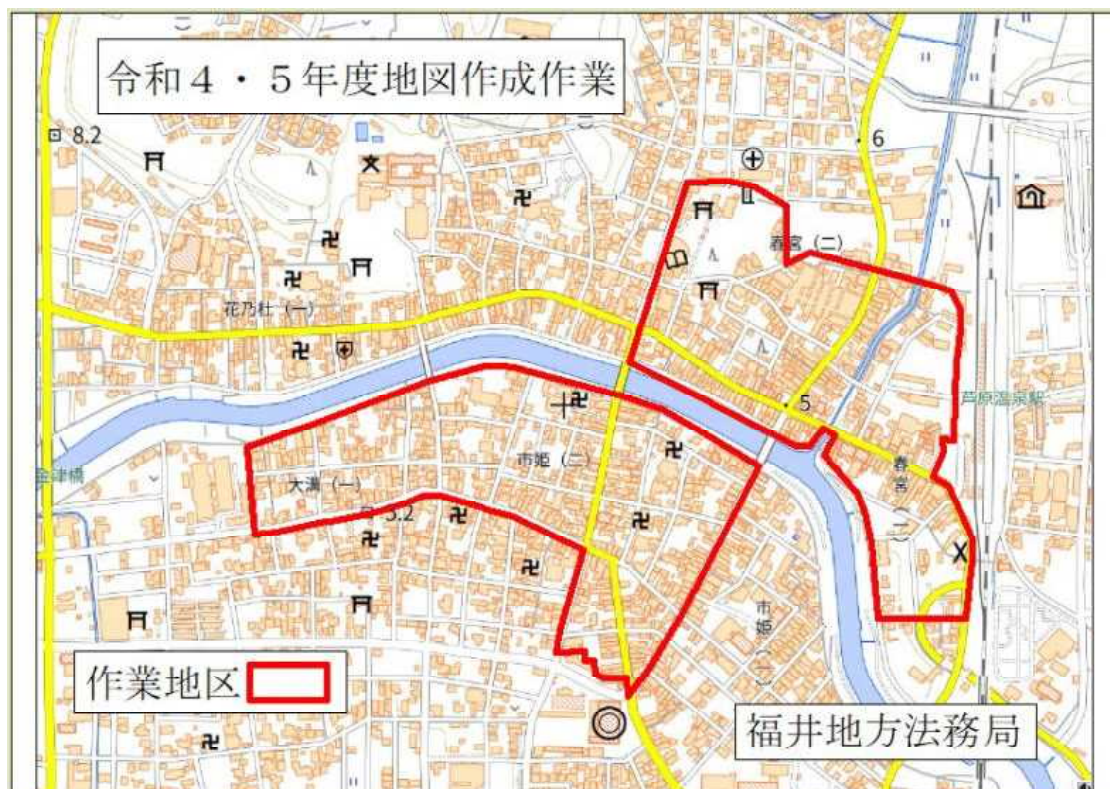 令和４・５年度地図作成作業
8.2
6
春宮（二）
花乃杜（一）
5
芦原温泉駅
市姫（二）
春宮（一）
金津橋
大溝（一）
3.2
市姫（一）
作業地区
福井地方法務局